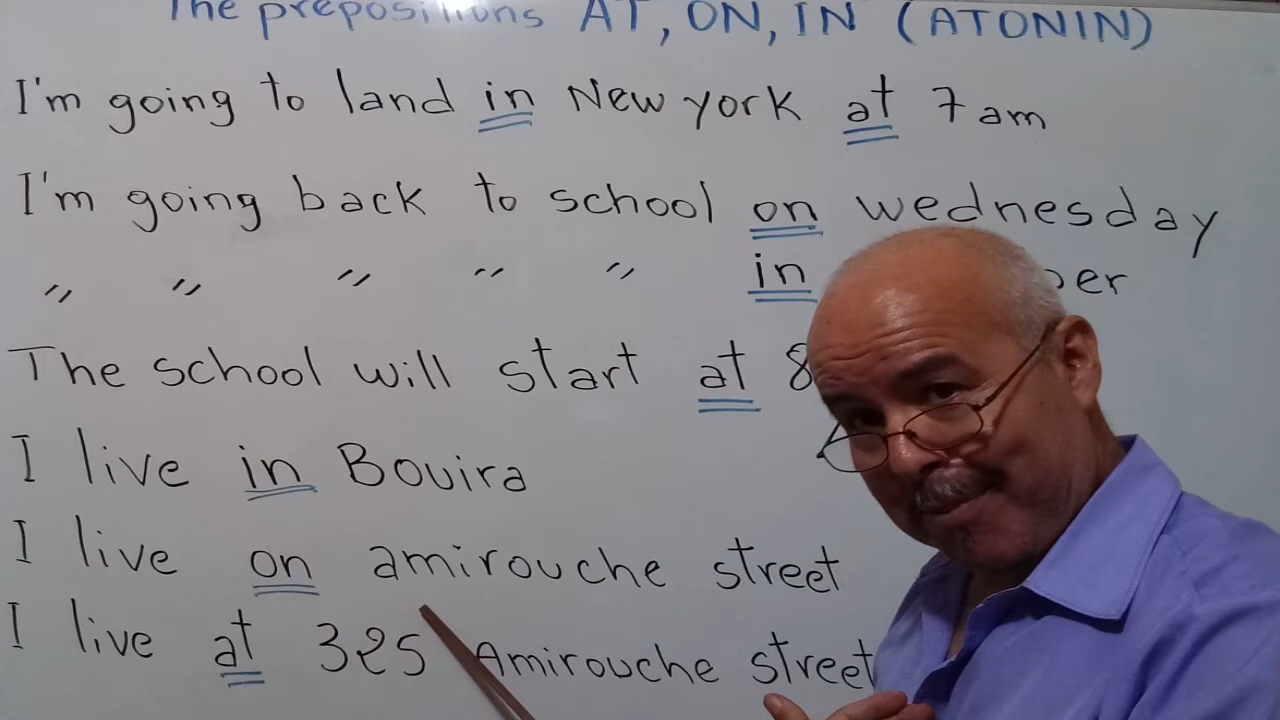 The prepositions AT, ON, IN (ATONIN)
I'm going to land in New york at 7 am
I'm going back to school on wednesday
" " " " " in
The school will start at 8
I live in Bouira
I live on amirouche street
I live at 325 Amirouche street